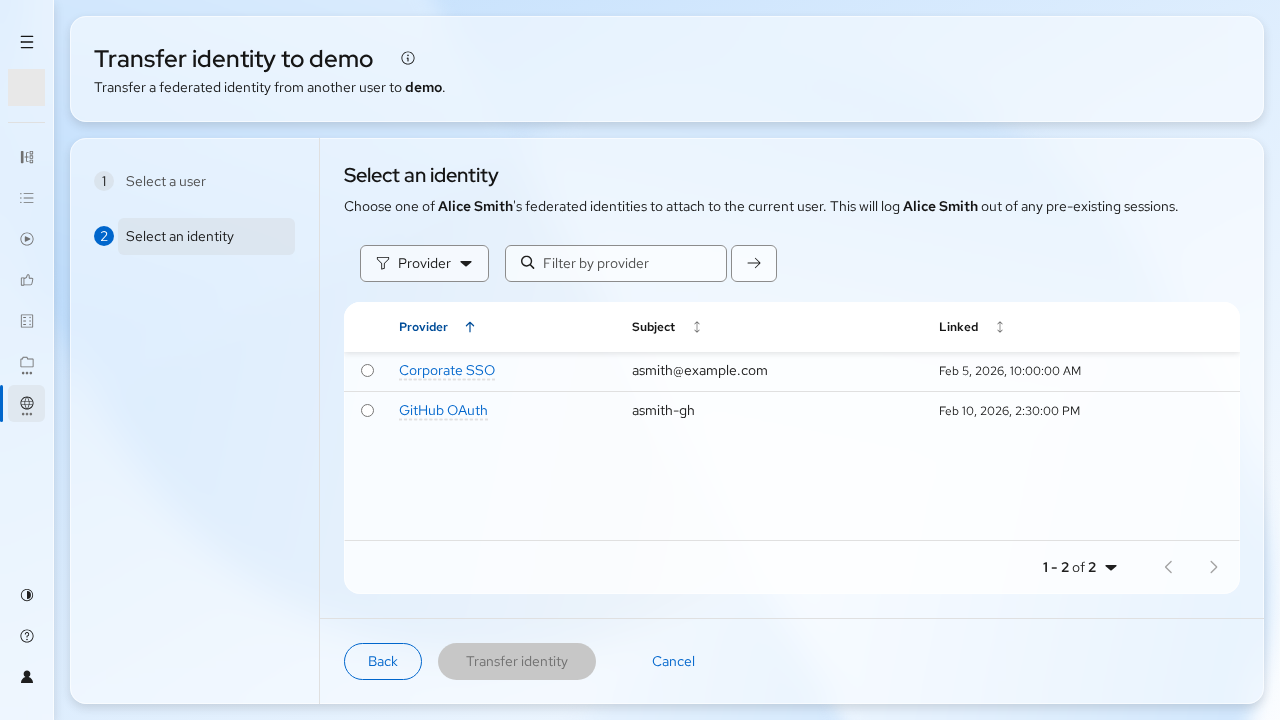 Transfer identity to demo
Transfer a federated identity from another user to demo.
1 Select a user
2 Select an identity
Select an identity
Choose one of Alice Smith's federated identities to attach to the current user. This will log Alice Smith out of any pre-existing sessions.
Provider Filter by provider
Provider Subject Linked
Corporate SSO asmith@example.com Feb 5, 2026, 10:00:00 AM
GitHub OAuth asmith-gh Feb 10, 2026, 2:30:00 PM
1 - 2 of 2
Back Transfer identity Cancel